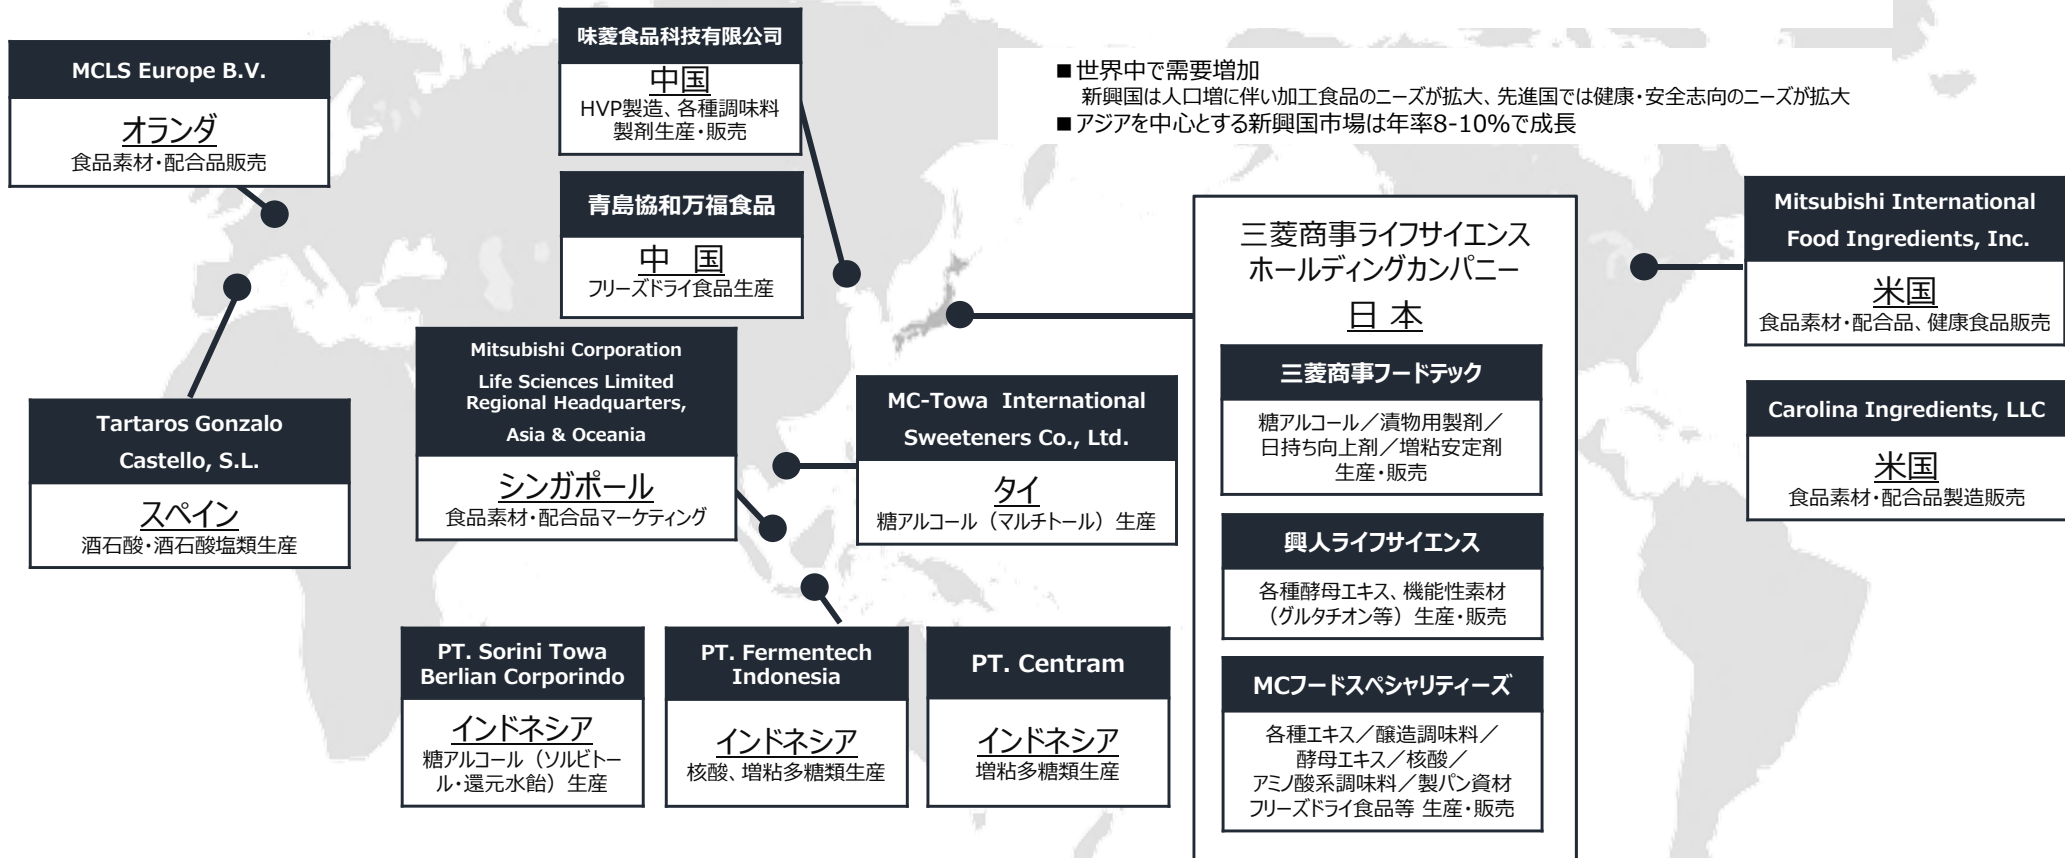 MCLS Europe B.V.
オランダ
食品素材・配合品販売
味菱食品科技有限公司
中国
HVP製造、各種調味料
製剤生産・販売
■世界中で需要増加
新興国は人口増に伴い加工食品のニーズが拡大、先進国では健康・安全志向のニーズが拡大
■アジアを中心とする新興国市場は年率8-10%で成長
青島協和万福食品
中 国
フリーズドライ食品生産
三菱商事ライフサイエンス
ホールディングカンパニー
日 本
三菱商事フードテック
糖アルコール／漬物用製剤／
日持ち向上剤／増粘安定剤
生産・販売
興人ライフサイエンス
各種酵母エキス、機能性素材
（グルタチオン等）生産・販売
MCフードスペシャリティーズ
各種エキス／醸造調味料／
酵母エキス／核酸／
アミノ酸系調味料／製パン資材
フリーズドライ食品等 生産・販売
Mitsubishi International
Food Ingredients, Inc.
米国
食品素材・配合品、健康食品販売
Carolina Ingredients, LLC
米国
食品素材・配合品製造販売
Tartaros Gonzalo
Castello, S.L.
スペイン
酒石酸・酒石酸塩類生産
Mitsubishi Corporation
Life Sciences Limited
Regional Headquarters,
Asia & Oceania
シンガポール
食品素材・配合品マーケティング
MC-Towa International
Sweeteners Co., Ltd.
タイ
糖アルコール（マルチトール）生産
PT. Sorini Towa
Berlian Corporindo
インドネシア
糖アルコール（ソルビトー
ル・還元水飴）生産
PT. Fermentech
Indonesia
インドネシア
核酸、増粘多糖類生産
PT. Centram
インドネシア
増粘多糖類生産